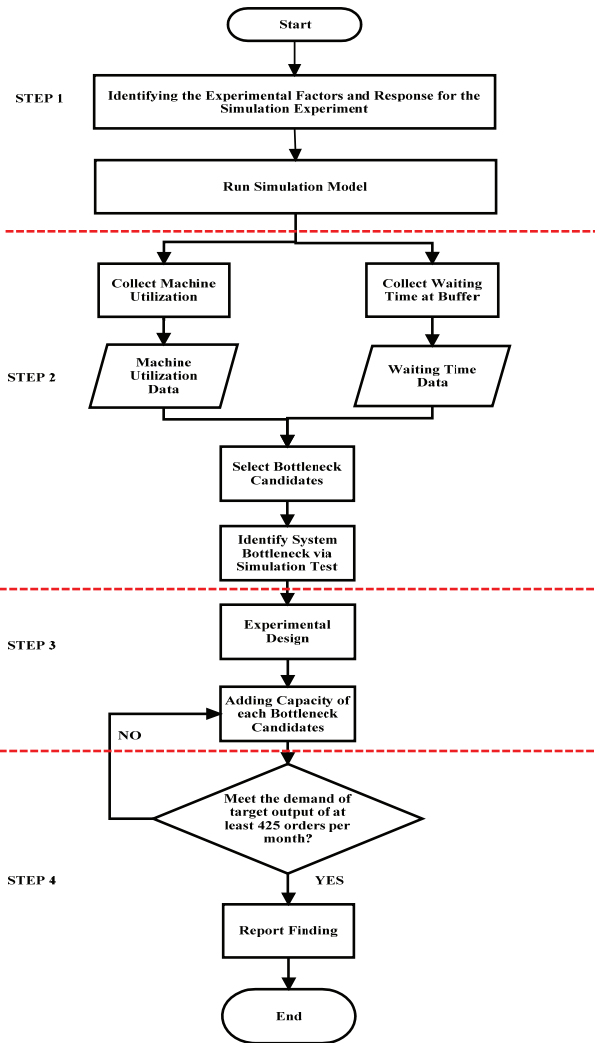 Start
STEP 1
Identifying the Experimental Factors and Response for the
Simulation Experiment
Run Simulation Model
STEP 2
Collect Machine
Utilization
Collect Waiting
Time at Buffer
Machine
Utilization
Data
Waiting Time
Data
Select Bottleneck
Candidates
Identify System
Bottleneck via
Simulation Test
STEP 3
Experimental
Design
Adding Capacity of
each Bottleneck
Candidates
NO
STEP 4
Meet the demand of
target output of at
least 425 orders per
month?
YES
Report Finding
End